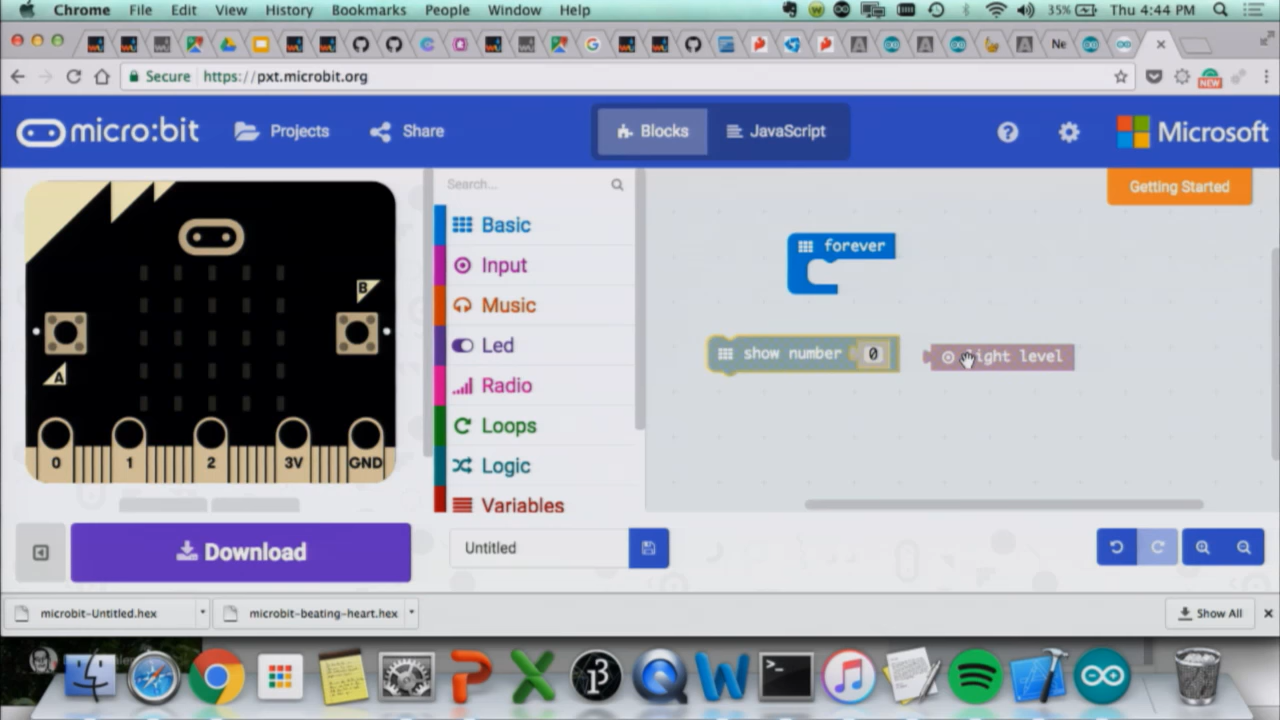 Chrome File Edit View History Bookmarks People Window Help 35% Thu 4:44 PM
Ne
Secure https://pxt.microbit.org
NEW
micro:bit Projects Share Blocks JavaScript Microsoft
Search...
Getting Started
Basic
Input
Music
Led
Radio
Loops
Logic
Variables
forever
show number 0
light level
A
B
0 1 2 3V GND
Download
Untitled
microbit-Untitled.hex
microbit-beating-heart.hex
Show All